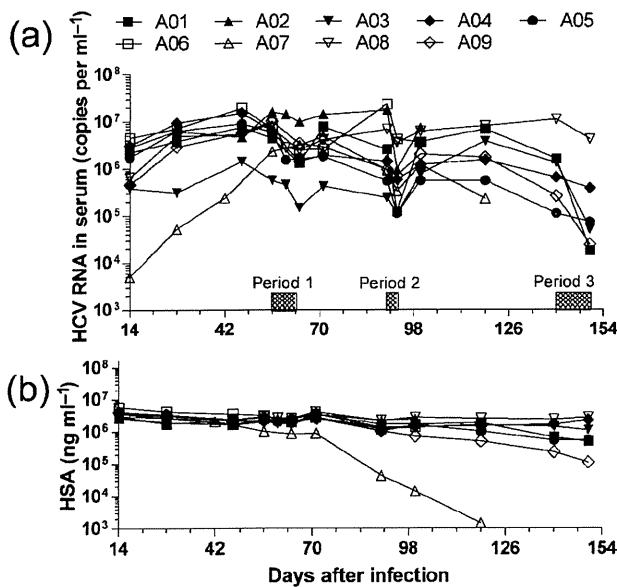 (a)
A01 A02 A03 A04 A05
A06 A07 A08 A09
HCV RNA in serum (copies per ml⁻¹)
10⁸
10⁷
10⁶
10⁵
10⁴
10³
Period 1 Period 2 Period 3
14 42 71 98 126 154
(b)
HSA (ng ml⁻¹)
10⁸
10⁷
10⁶
10⁵
10⁴
10³
14 42 70 98 126 154
Days after infection